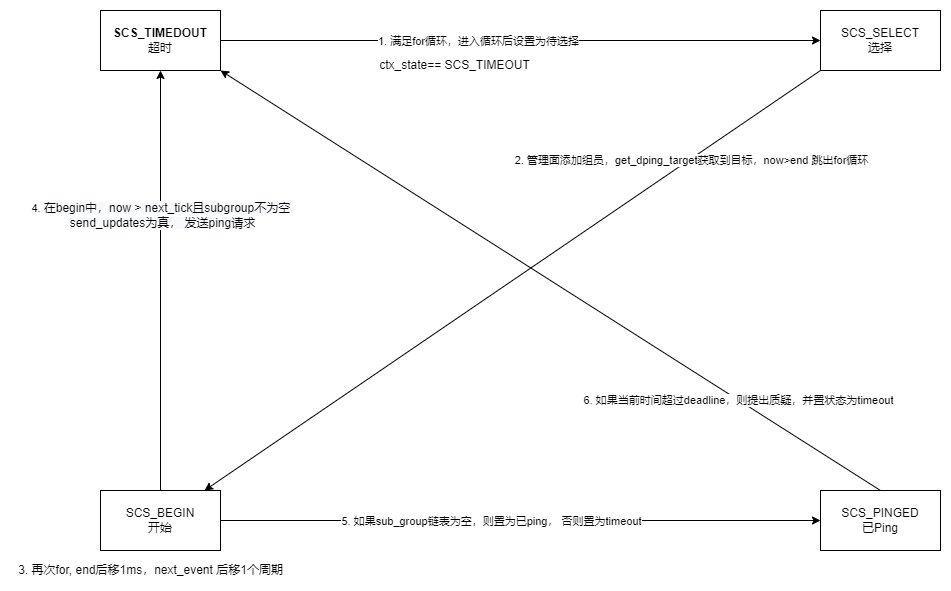 SCS_TIMEDOUT
超时
1. 满足for循环，进入循环后设置为待选择
ctx_state== SCS_TIMEOUT
SCS_SELECT
选择
2. 管理面添加组员，get_dping_target获取到目标，now>end 跳出for循环
4. 在begin中，now > next_tick且subgroup不为空
send_updates为真， 发送ping请求
6. 如果当前时间超过deadline，则提出质疑，并置状态为timeout
SCS_BEGIN
开始
5. 如果sub_group链表为空，则置为已ping， 否则置为timeout
SCS_PINGED
已Ping
3. 再次for, end后移1ms，next_event 后移1个周期